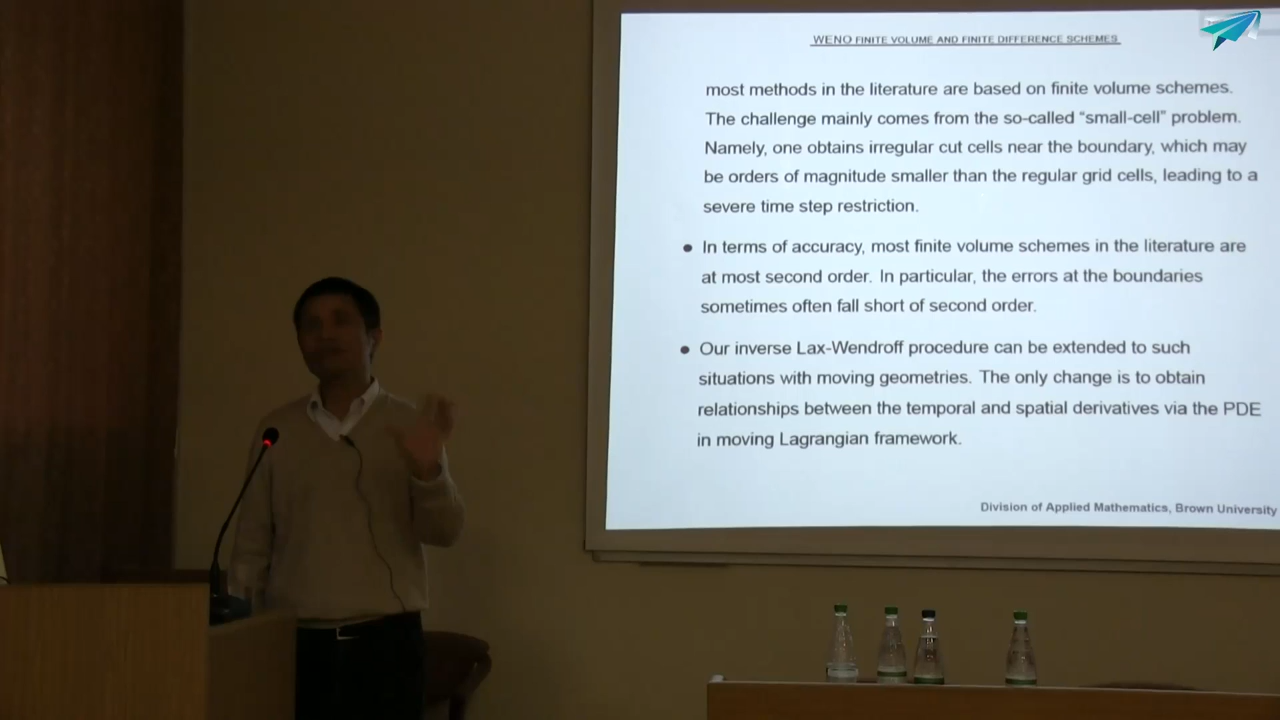 WENO FINITE VOLUME AND FINITE DIFFERENCE SCHEMES
most methods in the literature are based on finite volume schemes.
The challenge mainly comes from the so-called “small-cell” problem.
Namely, one obtains irregular cut cells near the boundary, which may
be orders of magnitude smaller than the regular grid cells, leading to a
severe time step restriction.
• In terms of accuracy, most finite volume schemes in the literature are
at most second order. In particular, the errors at the boundaries
sometimes often fall short of second order.
• Our inverse Lax-Wendroff procedure can be extended to such
situations with moving geometries. The only change is to obtain
relationships between the temporal and spatial derivatives via the PDE
in moving Lagrangian framework.
Division of Applied Mathematics, Brown University